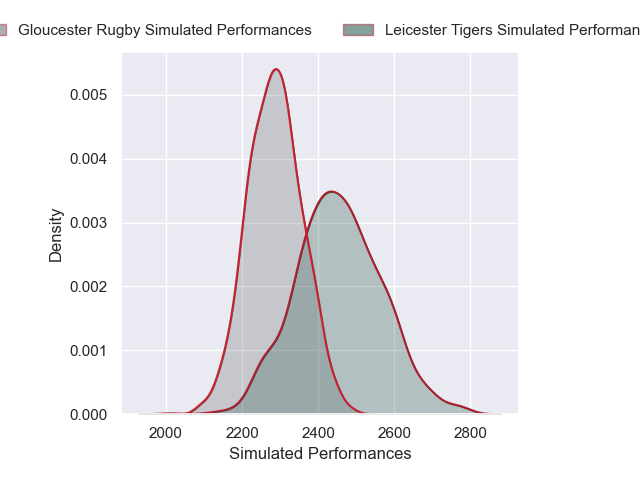 Gloucester Rugby Simulated Performances
Leicester Tigers Simulated Performan
0.005
0.004
0.003
0.002
0.001
0.000
Density
2000
2200
2400
2600
2800
Simulated Performances